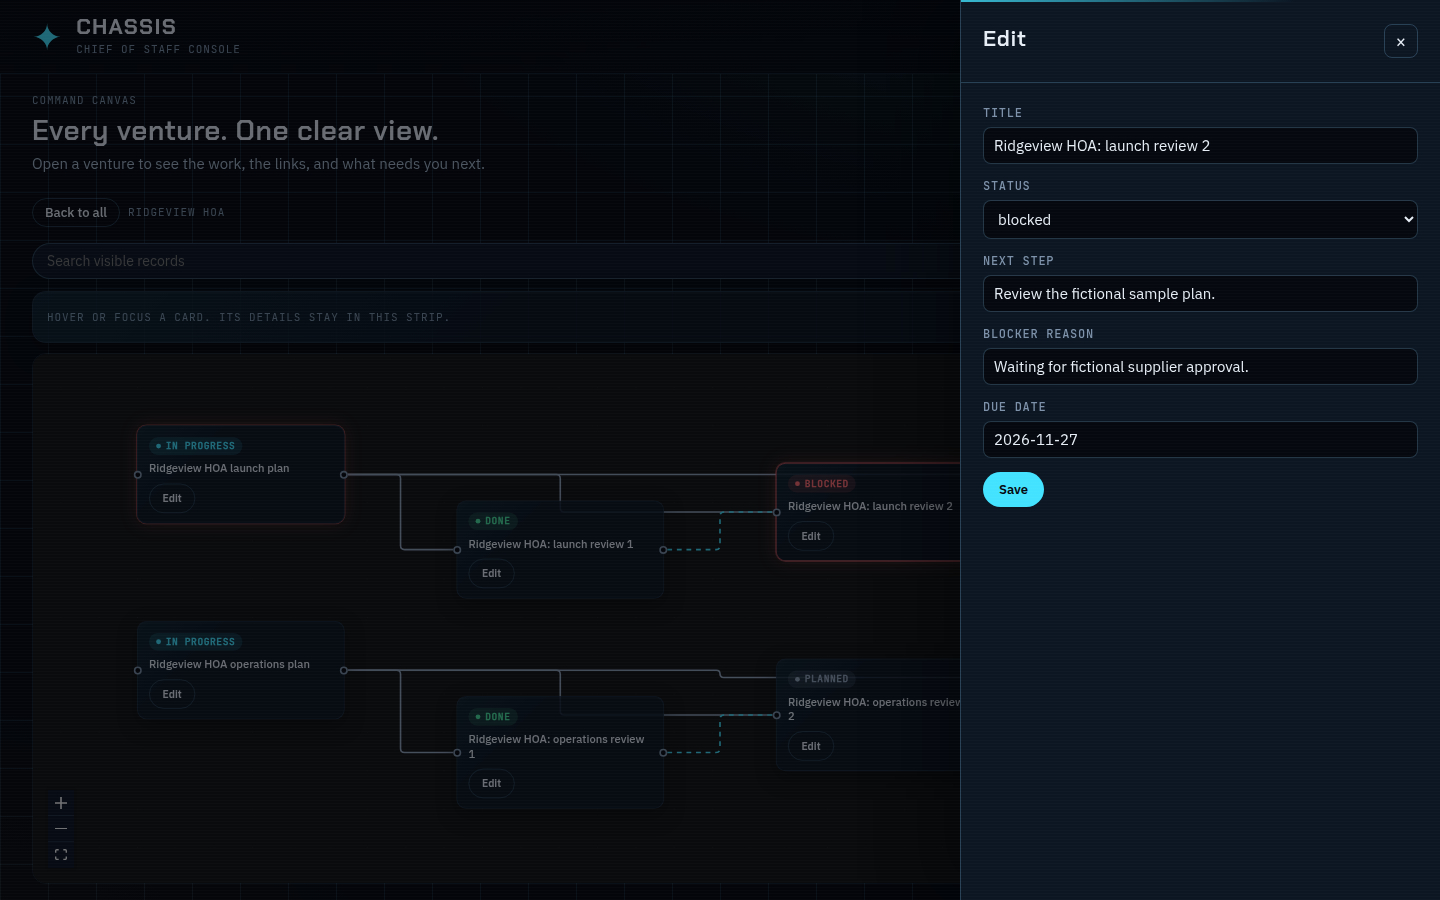 CHASSIS
CHIEF OF STAFF CONSOLE
COMMAND CANVAS
Every venture. One clear view.
Open a venture to see the work, the links, and what needs you next.
Back to all
RIDGEVIEW HOA
Search visible records
HOVER OR FOCUS A CARD. ITS DETAILS STAY IN THIS STRIP.
IN PROGRESS
Ridgeview HOA launch plan
Edit
DONE
Ridgeview HOA: launch review 1
Edit
BLOCKED
Ridgeview HOA: launch review 2
Edit
IN PROGRESS
Ridgeview HOA operations plan
Edit
DONE
Ridgeview HOA: operations review
1
Edit
PLANNED
Ridgeview HOA: operations review
2
Edit
Edit
×
TITLE
Ridgeview HOA: launch review 2
STATUS
blocked
NEXT STEP
Review the fictional sample plan.
BLOCKER REASON
Waiting for fictional supplier approval.
DUE DATE
2026-11-27
Save